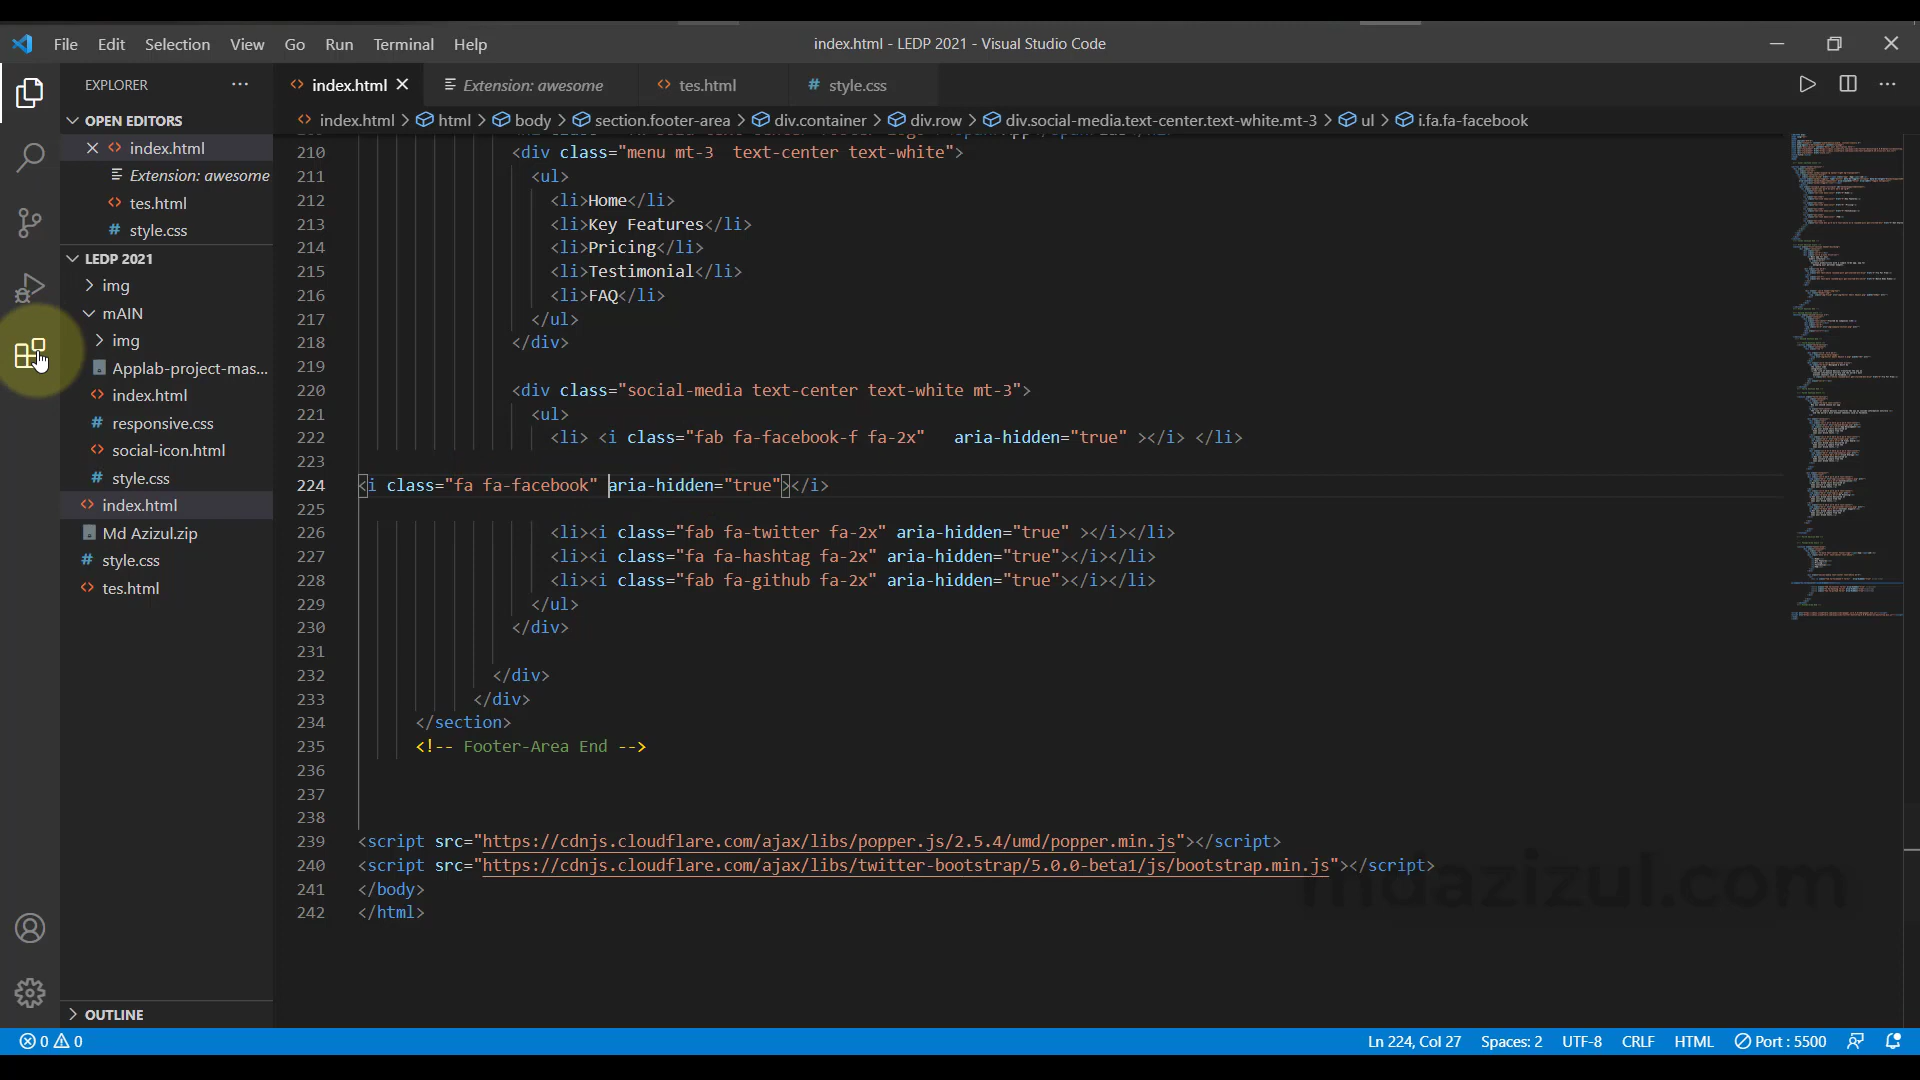 File Edit Selection View Go Run Terminal Help
index.html - LEDP 2021 - Visual Studio Code
EXPLORER
index.html
Extension: awesome
tes.html
# style.css
index.html > html > body > section.footer-area > div.container > div.row > div.social-media.text-center.text-white.mt-3 > ul > i.fa.fa-facebook
OPEN EDITORS
index.html
Extension: awesome
tes.html
# style.css
LEDP 2021
img
mAIN
img
Applab-project-mas...
index.html
# responsive.css
social-icon.html
# style.css
index.html
Md Azizul.zip
# style.css
tes.html
OUTLINE
210 <div class="menu mt-3  text-center text-white">
211 <ul>
212 <li>Home</li>
213 <li>Key Features</li>
214 <li>Pricing</li>
215 <li>Testimonial</li>
216 <li>FAQ</li>
217 </ul>
218 </div>
219
220 <div class="social-media text-center text-white mt-3">
221 <ul>
222 <li> <i class="fab fa-facebook-f fa-2x"   aria-hidden="true" ></i> </li>
223
224 <i class="fa fa-facebook" aria-hidden="true"></i>
225
226 <li><i class="fab fa-twitter fa-2x" aria-hidden="true" ></i></li>
227 <li><i class="fa fa-hashtag fa-2x" aria-hidden="true"></i></li>
228 <li><i class="fab fa-github fa-2x" aria-hidden="true"></i></li>
229 </ul>
230 </div>
231
232 </div>
233 </div>
234 </section>
235 <!-- Footer-Area End -->
236
237
238
239 <script src="https://cdnjs.cloudflare.com/ajax/libs/popper.js/2.5.4/umd/popper.min.js"></script>
240 <script src="https://cdnjs.cloudflare.com/ajax/libs/twitter-bootstrap/5.0.0-beta1/js/bootstrap.min.js"></script>
241 </body>
242 </html>
mdazizul.com
0 0
Ln 224, Col 27 Spaces: 2 UTF-8 CRLF HTML Port : 5500